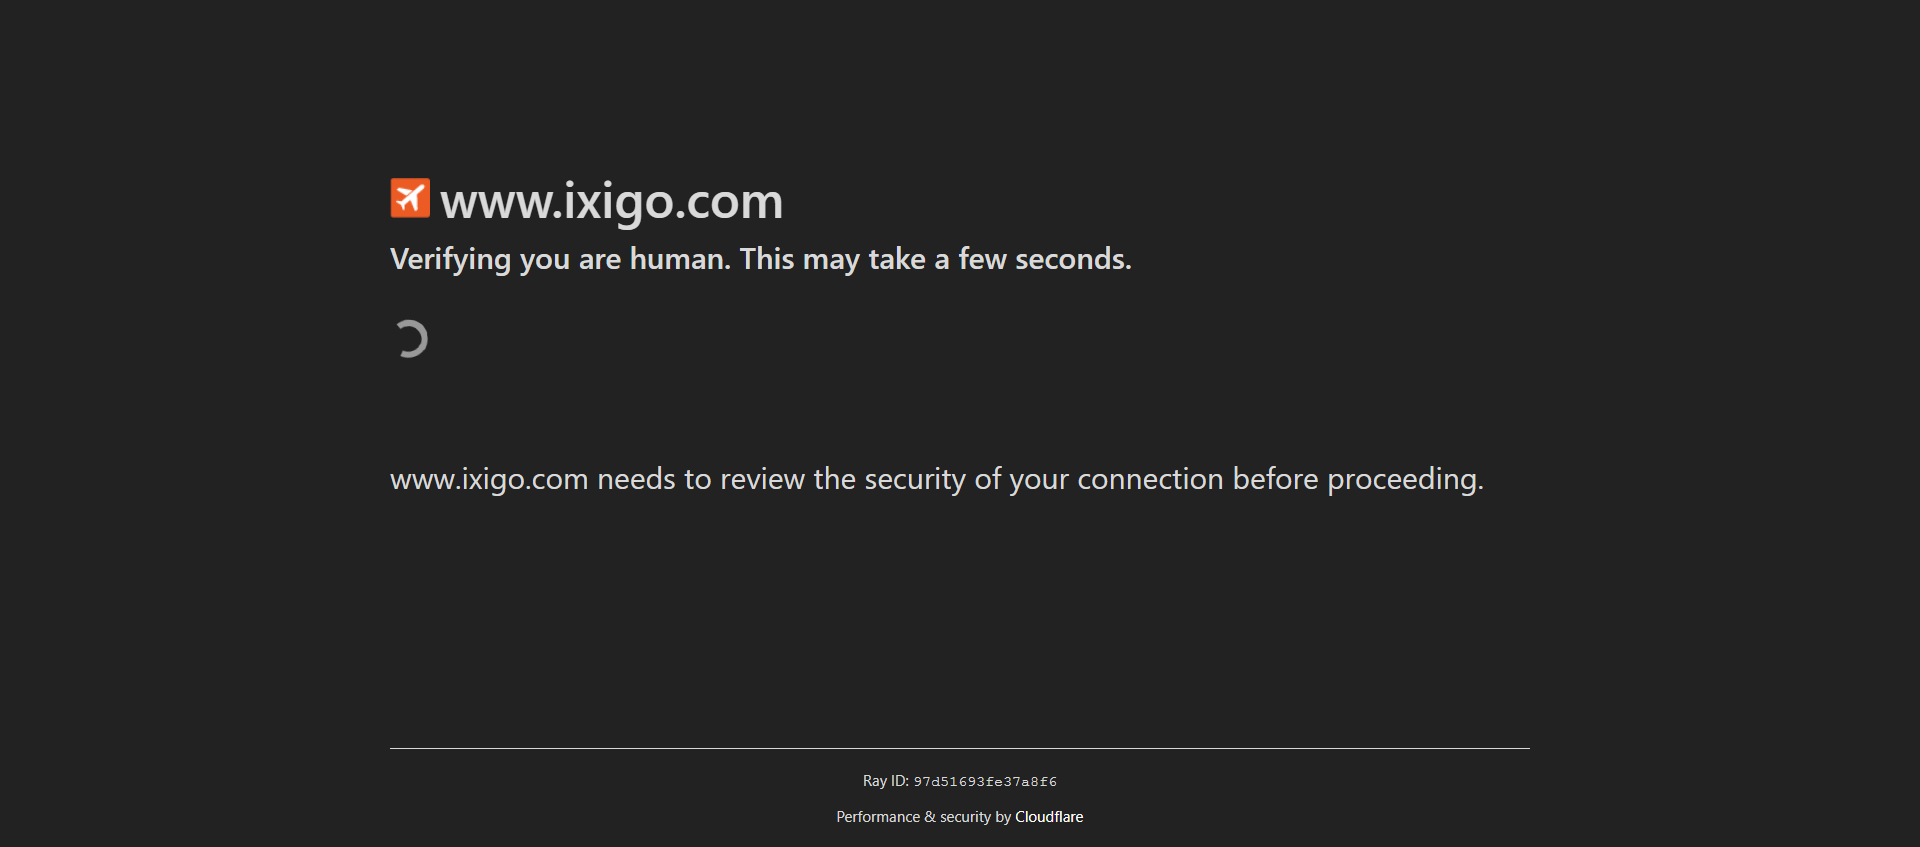 www.ixigo.com
Verifying you are human. This may take a few seconds.
www.ixigo.com needs to review the security of your connection before proceeding.
Ray ID: 97d51693fe37a8f6
Performance & security by Cloudflare